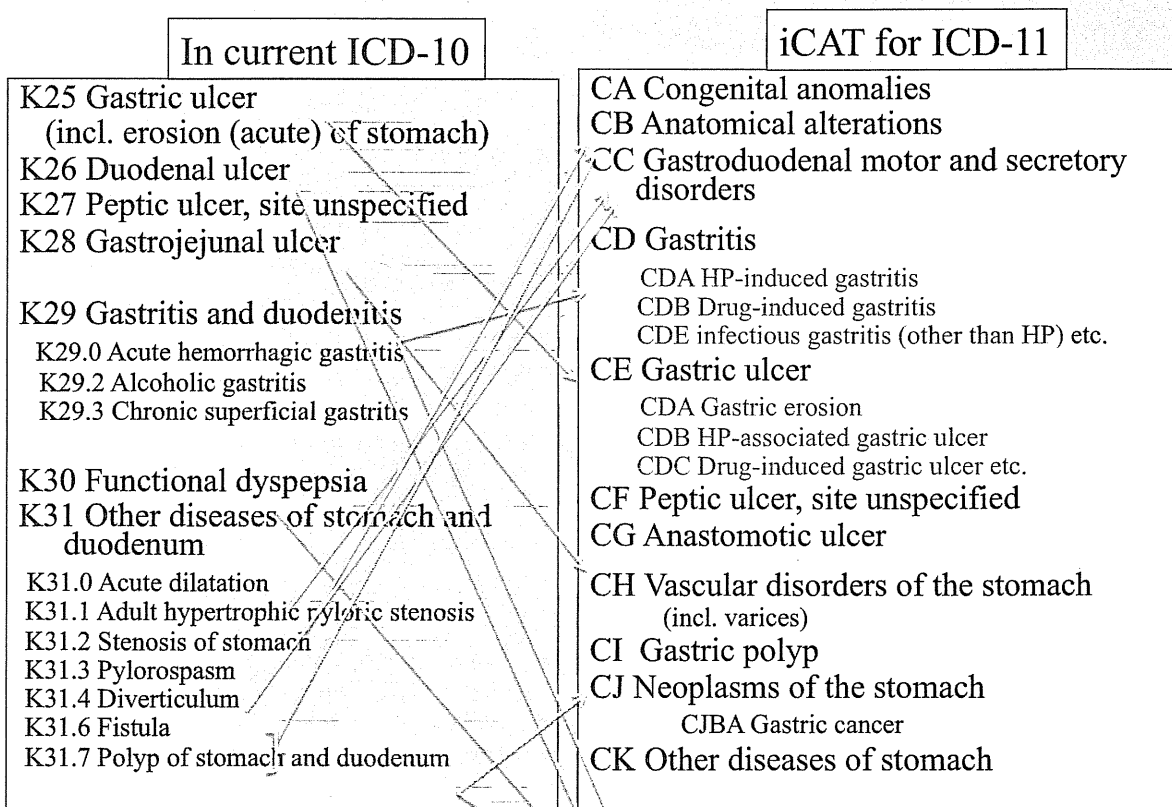 In current ICD-10
K25 Gastric ulcer
(incl. erosion (acute) of stomach)
K26 Duodenal ulcer
K27 Peptic ulcer, site unspecified
K28 Gastrojejunal ulcer
K29 Gastritis and duodenitis
K29.0 Acute hemorrhagic gastritis
K29.2 Alcoholic gastritis
K29.3 Chronic superficial gastritis
K30 Functional dyspepsia
K31 Other diseases of stomach and
duodenum
K31.0 Acute dilatation
K31.1 Adult hypertrophic pyloric stenosis
K31.2 Stenosis of stomach
K31.3 Pylorospasm
K31.4 Diverticulum
K31.6 Fistula
K31.7 Polyp of stomach and duodenum
iCAT for ICD-11
CA Congenital anomalies
CB Anatomical alterations
CC Gastroduodenal motor and secretory
disorders
CD Gastritis
CDA HP-induced gastritis
CDB Drug-induced gastritis
CDE infectious gastritis (other than HP) etc.
CE Gastric ulcer
CDA Gastric erosion
CDB HP-associated gastric ulcer
CDC Drug-induced gastric ulcer etc.
CF Peptic ulcer, site unspecified
CG Anastomotic ulcer
CH Vascular disorders of the stomach
(incl. varices)
CI Gastric polyp
CJ Neoplasms of the stomach
CJBA Gastric cancer
CK Other diseases of stomach